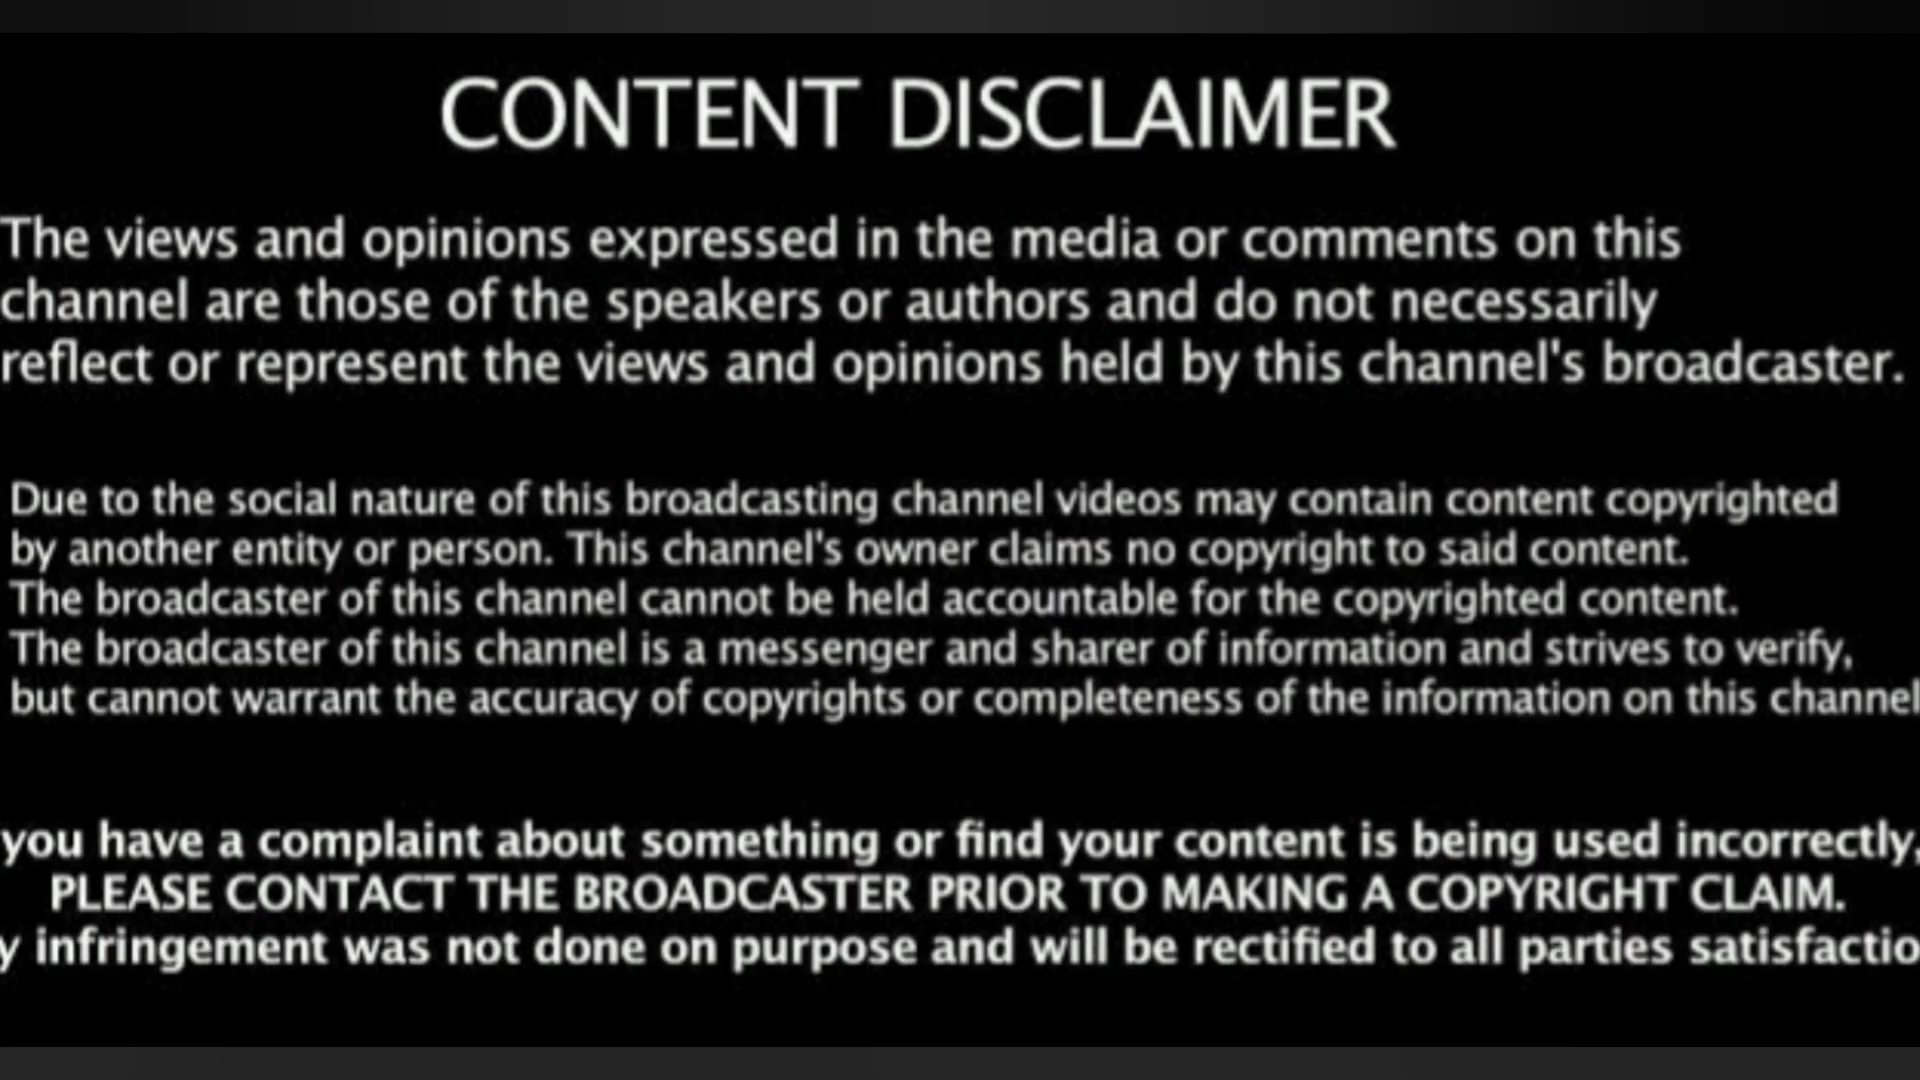 CONTENT DISCLAIMER
The views and opinions expressed in the media or comments on this
channel are those of the speakers or authors and do not necessarily
reflect or represent the views and opinions held by this channel's broadcaster.
Due to the social nature of this broadcasting channel videos may contain content copyrighted
by another entity or person. This channel's owner claims no copyright to said content.
The broadcaster of this channel cannot be held accountable for the copyrighted content.
The broadcaster of this channel is a messenger and sharer of information and strives to verify,
but cannot warrant the accuracy of copyrights or completeness of the information on this channel
you have a complaint about something or find your content is being used incorrectly,
PLEASE CONTACT THE BROADCASTER PRIOR TO MAKING A COPYRIGHT CLAIM.
y infringement was not done on purpose and will be rectified to all parties satisfactio